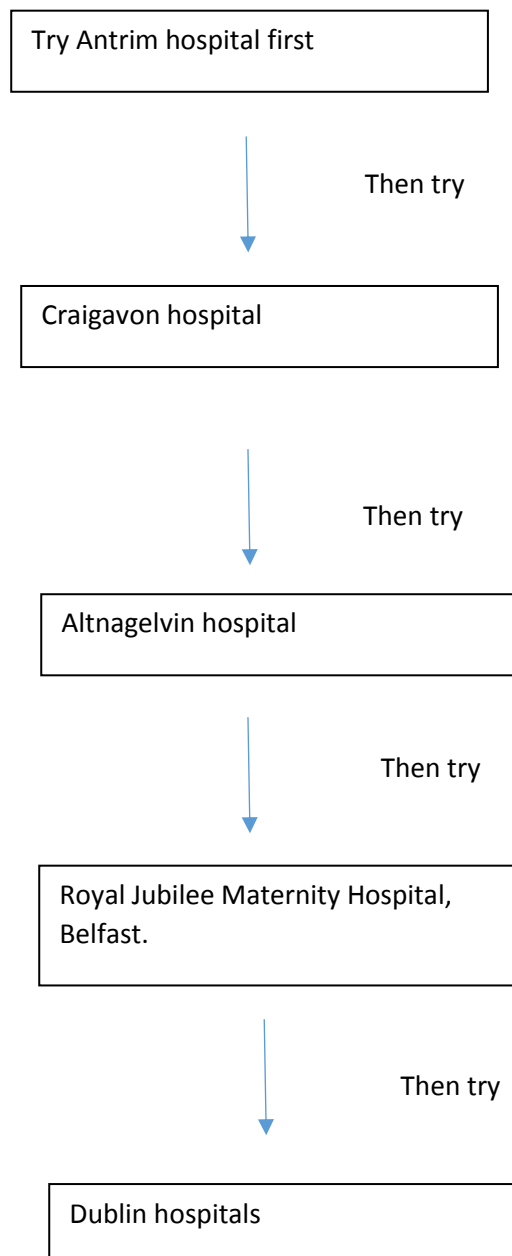 Try Antrim hospital first
Then try
Craigavon hospital
Then try
Altnagelvin hospital
Then try
Royal Jubilee Maternity Hospital,
Belfast.
Then try
Dublin hospitals